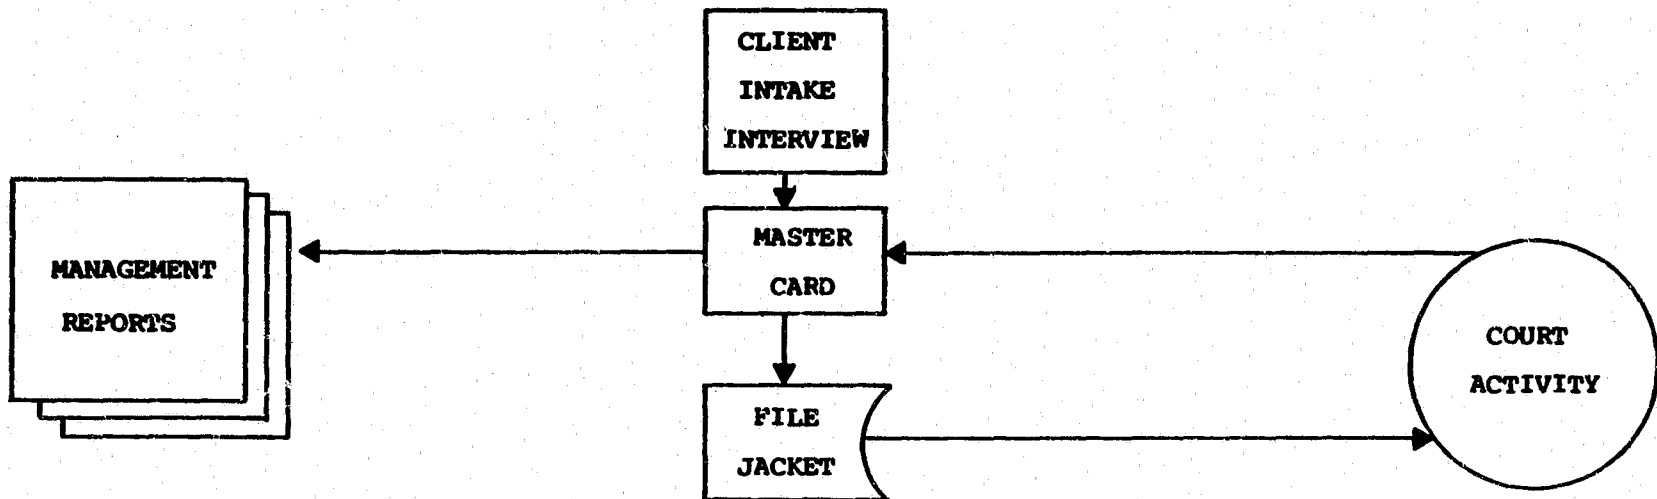 CLIENT
INTAKE
INTERVIEW
MASTER
CARD
MANAGEMENT
REPORTS
COURT
ACTIVITY
FILE
JACKET